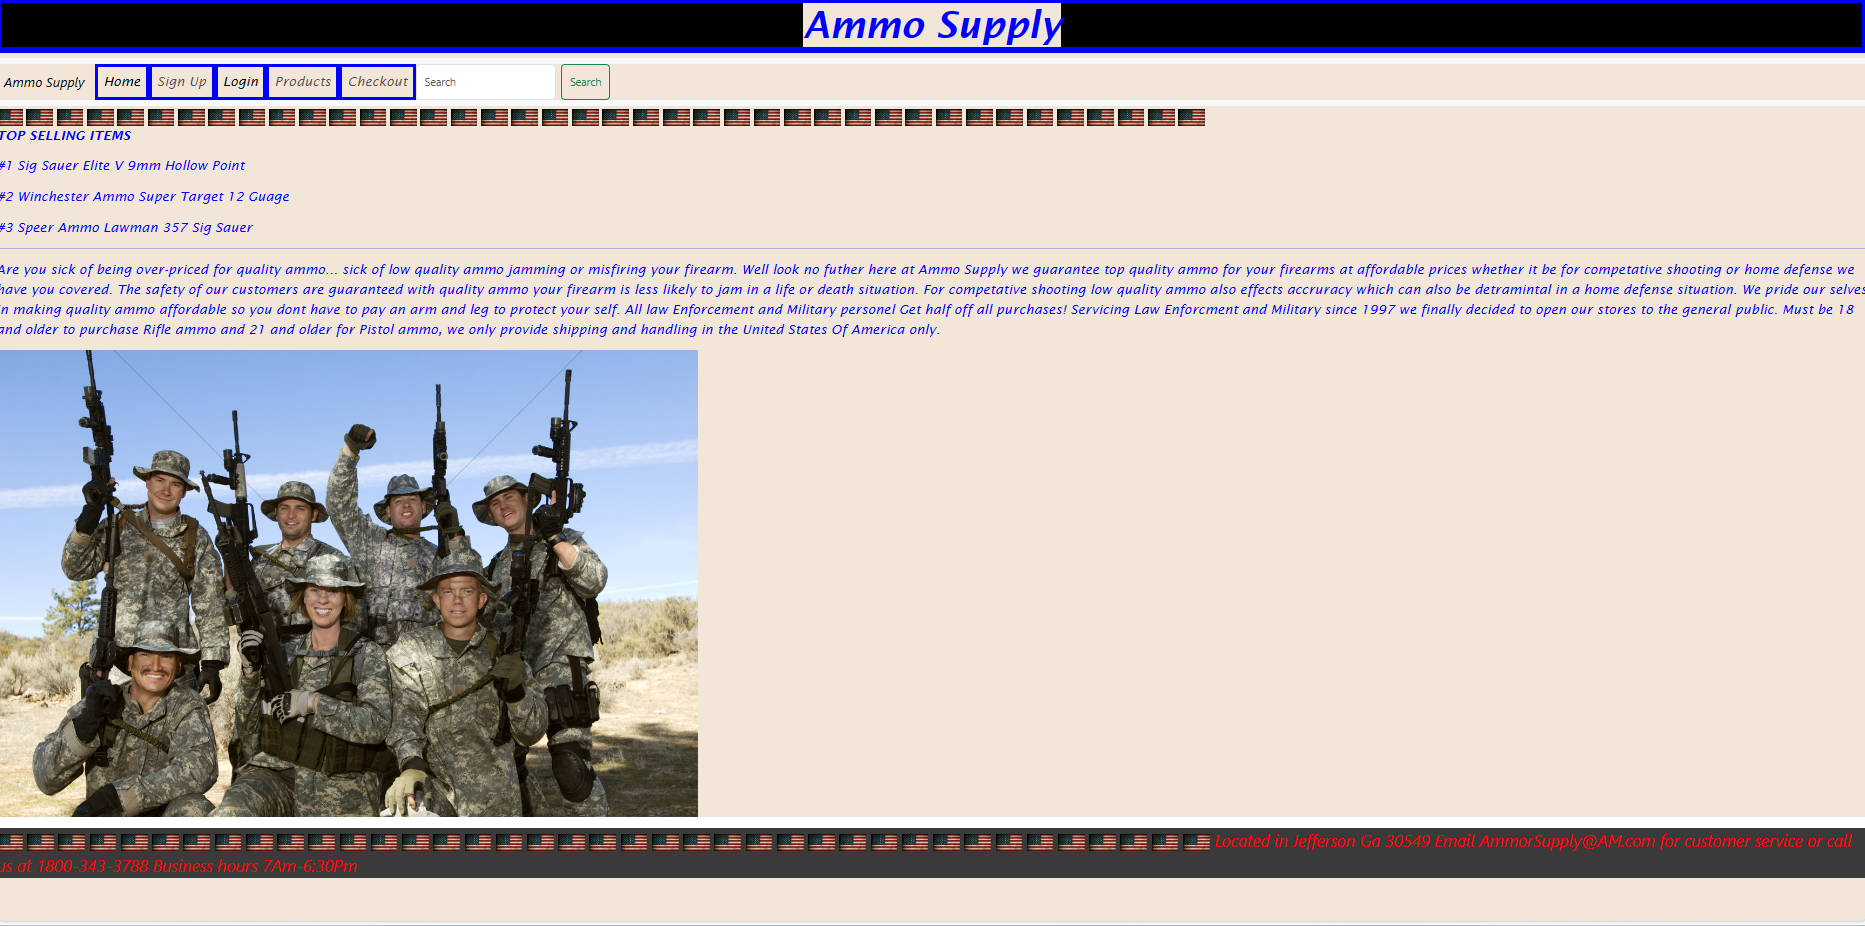 Ammo Supply
Ammo Supply Home Sign Up Login Products Checkout Search Search
TOP SELLING ITEMS
#1 Sig Sauer Elite V 9mm Hollow Point
#2 Winchester Ammo Super Target 12 Guage
#3 Speer Ammo Lawman 357 Sig Sauer
Are you sick of being over-priced for quality ammo... sick of low quality ammo jamming or misfiring your firearm. Well look no futher here at Ammo Supply we guarantee top quality ammo for your firearms at affordable prices whether it be for competative shooting or home defense we
have you covered. The safety of our customers are guaranteed with quality ammo your firearm is less likely to jam in a life or death situation. For competative shooting low quality ammo also effects accruracy which can also be detramintal in a home defense situation. We pride our selves
in making quality ammo affordable so you dont have to pay an arm and leg to protect your self. All law Enforcement and Military personel Get half off all purchases! Servicing Law Enforcment and Military since 1997 we finally decided to open our stores to the general public. Must be 18
and older to purchase Rifle ammo and 21 and older for Pistol ammo, we only provide shipping and handling in the United States Of America only.
Located in Jefferson Ga 30549 Email AmmorSupply@AM.com for customer service or call
us at 1800-343-3788 Business hours 7Am-6:30Pm